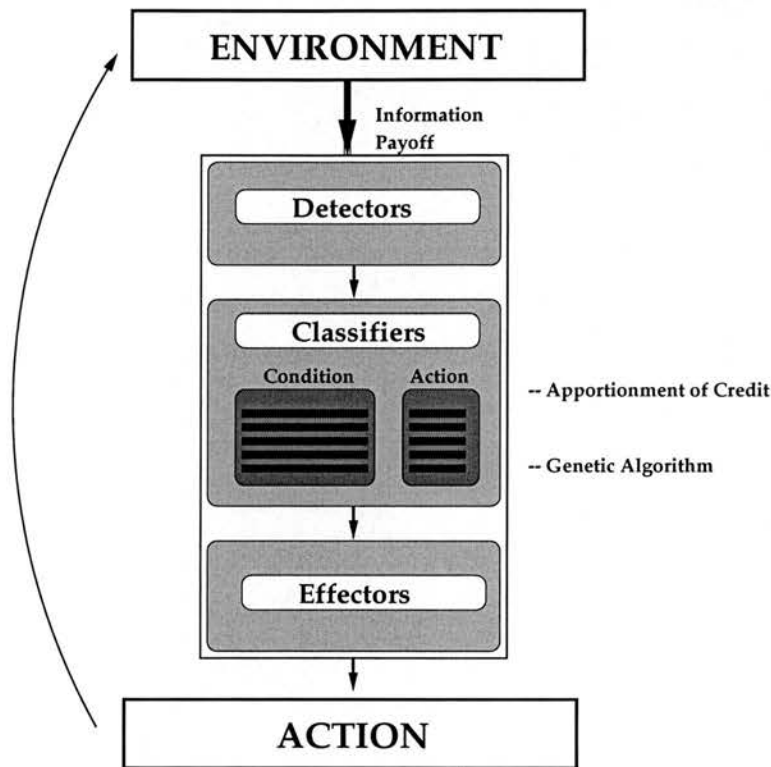 ENVIRONMENT
Information
Payoff
Detectors
Classifiers
Condition Action
-- Apportionment of Credit
-- Genetic Algorithm
Effectors
ACTION